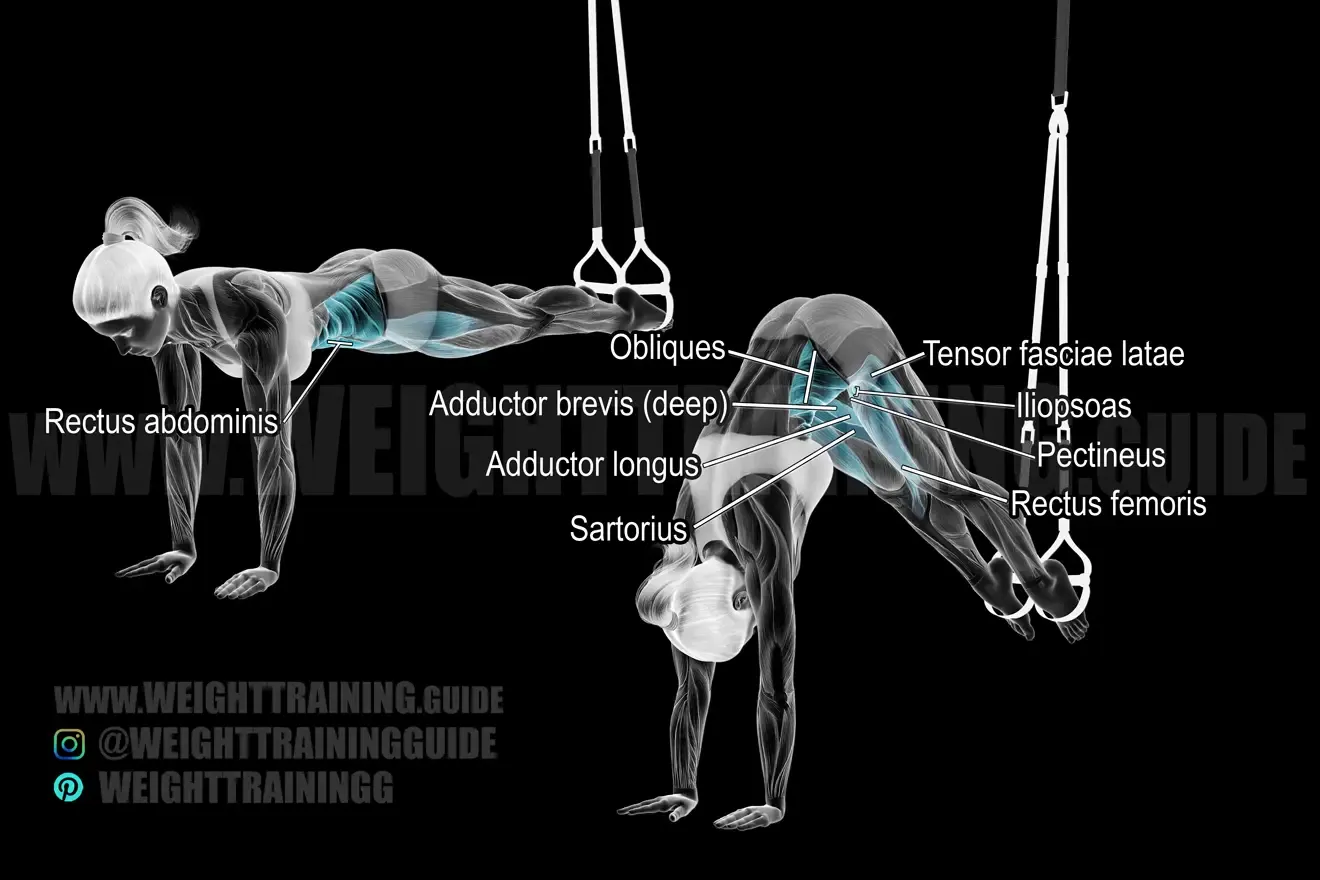 Obliques
Tensor fasciae latae
Adductor brevis (deep)
Iliopsoas
Rectus abdominis
Pectineus
Adductor longus
Rectus femoris
Sartorius
WWW.WEIGHTTRAINING.GUIDE
WWW.WEIGHTTRAINING.GUIDE
@WEIGHTTRAININGGUIDE
WEIGHTTRAININGG